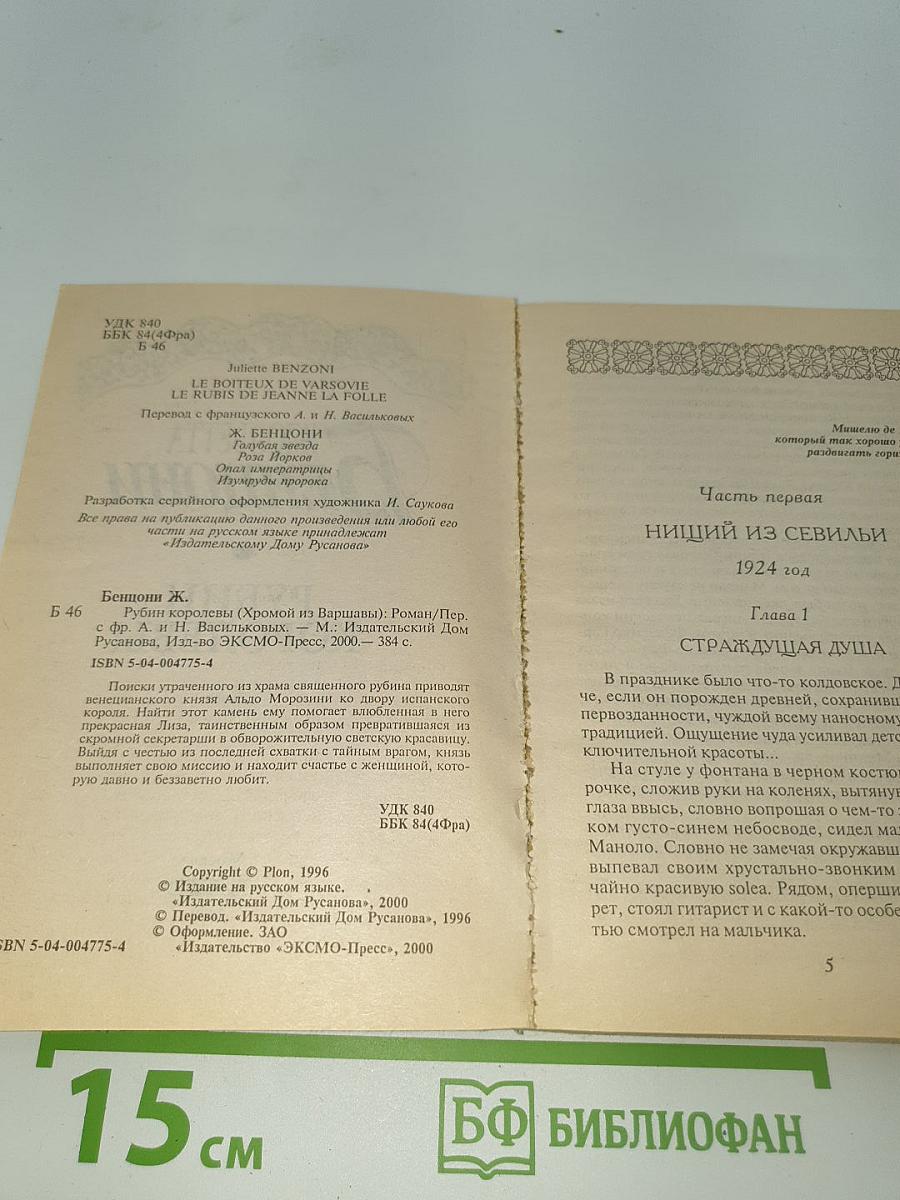 УДК 840
ББК 84(4Фра)
Б 46
Juliette BENZONI
LE BOITEUX DE VARSOVIE
LE RUBIS DE JEANNE LA FOLLE
Перевод с французского А. и Н. Васильковых
Ж. БЕНЦОНИ
Голубая звезда
Роза Йорков
Опал императрицы
Изумруды пророка
Разработка серийного оформления художника И. Саукова
Все права на публикацию данного произведения или любой его
части на русском языке принадлежат
«Издательскому Дому Русанова»
Бенцони Ж.
Б 46 Рубин королевы (Хромой из Варшавы): Роман/Пер.
с фр. А. и Н. Васильковых. — М.: Издательский Дом
Русанова, Изд-во ЭКСМО-Пресс, 2000.— 384 с.
ISBN 5-04-004775-4
Поиски утраченного из храма священного рубина приводят
венецианского князя Альдо Морозини ко двору испанского
короля. Найти этот камень ему помогает влюбленная в него
прекрасная Лиза, таинственным образом превратившаяся из
скромной секретарши в обворожительную светскую красавицу.
Выйдя с честью из последней схватки с тайным врагом, князь
выполняет свою миссию и находит счастье с женщиной, кото-
рую давно и беззаветно любит.
УДК 840
ББК 84(4Фра)
Copyright © Plon, 1996
© Издание на русском языке.
«Издательский Дом Русанова», 2000
© Перевод. «Издательский Дом Русанова», 1996
© Оформление. ЗАО
«Издательство «ЭКСМО-Пресс», 2000
SBN 5-04-004775-4
Мишелю де
который так хорошо
раздвигать гори
Часть первая
НИЩИЙ ИЗ СЕВИЛЬИ
1924 год
Глава 1
СТРАЖДУЩАЯ ДУША
В празднике было что-то колдовское. Д
че, если он порожден древней, сохранивш
первозданности, чуждой всему наносному
традицией. Ощущение чуда усиливал детс
ключительной красоты...
На стуле у фонтана в черном костюм
рочке, сложив руки на коленях, вытянув
глаза ввысь, словно вопрошая о чем-то
ком густо-синем небосводе, сидел мал
Маноло. Словно не замечая окружавш
выпевал своим хрустально-звонким
чайно красивую solea. Рядом, оперши
рет, стоял гитарист и с какой-то особе
тью смотрел на мальчика.
5
15 см
БФ БИБЛИОФАН